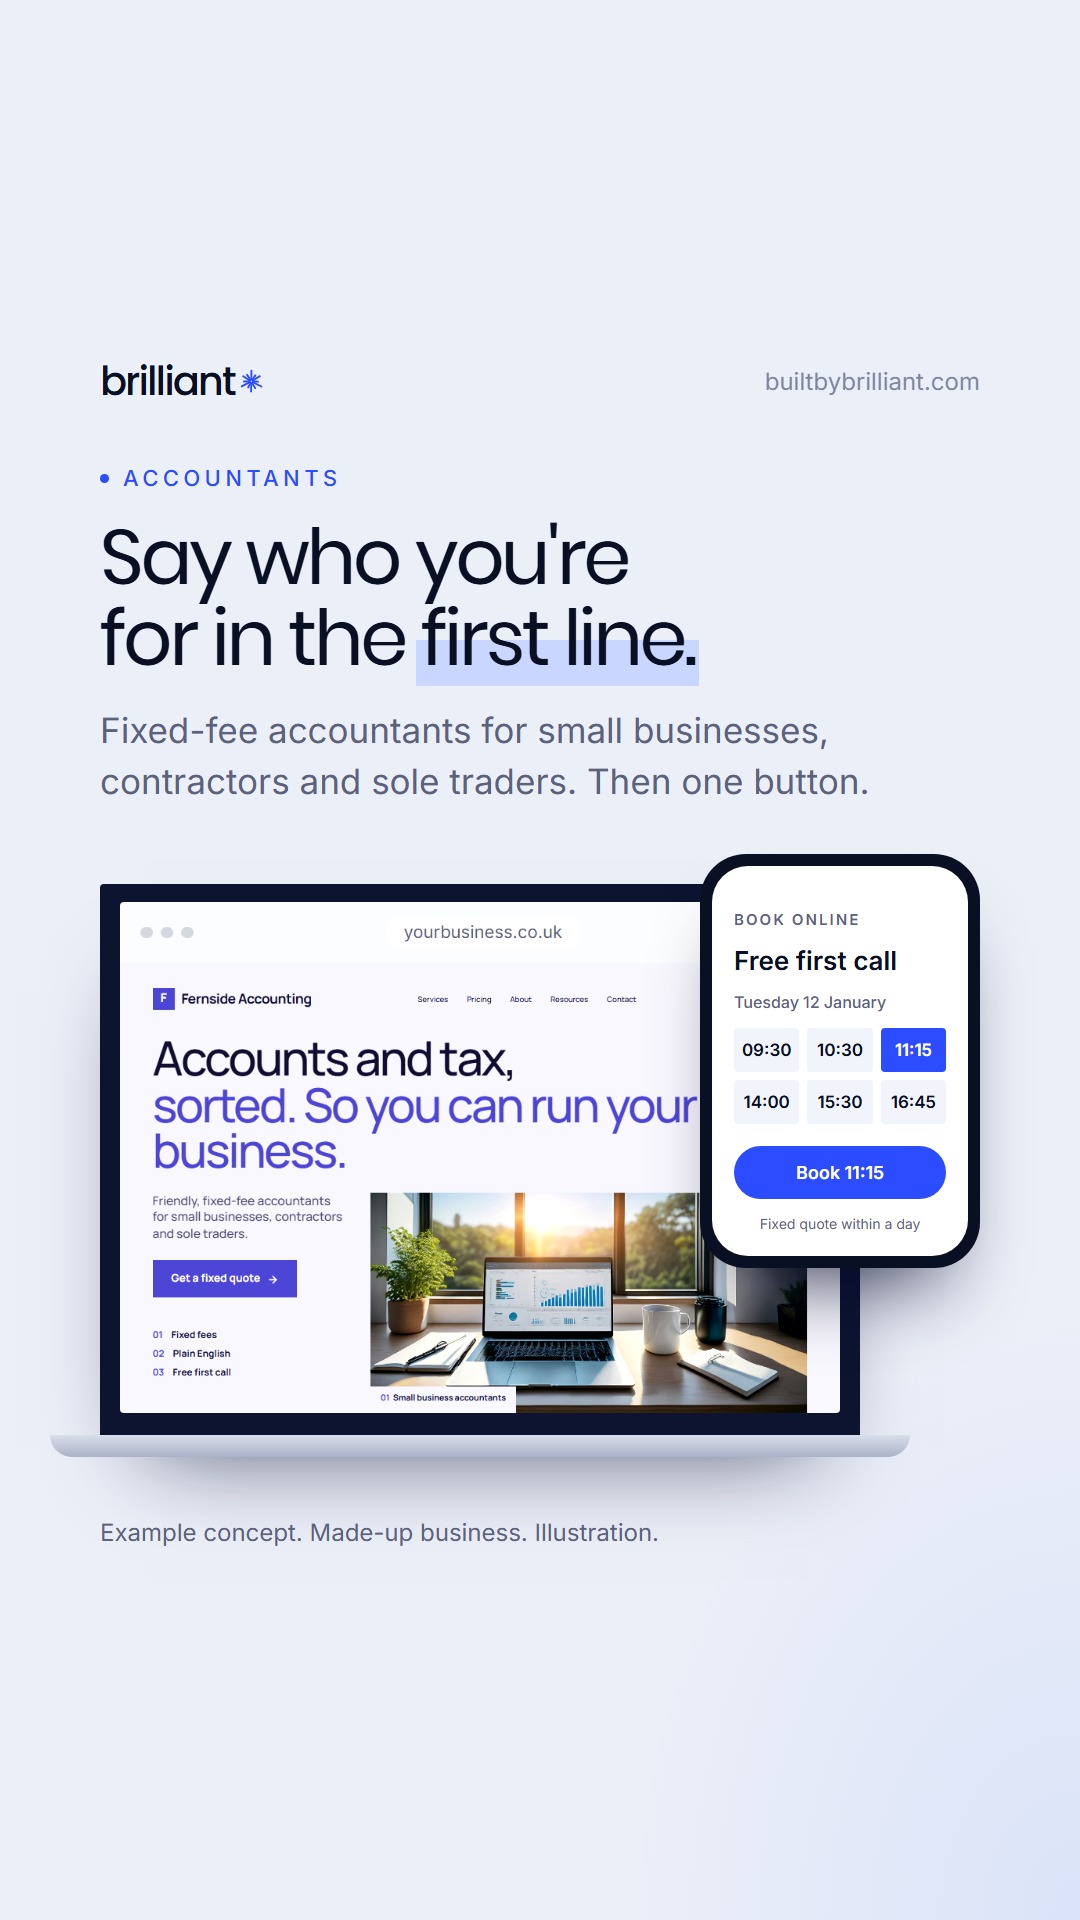 brilliant
builtbybrilliant.com
ACCOUNTANTS
Say who you're
for in the first line.
Fixed-fee accountants for small businesses,
contractors and sole traders. Then one button.
yourbusiness.co.uk
F Fernside Accounting
Services Pricing About Resources Contact
Accounts and tax,
sorted. So you can run your
business.
Friendly, fixed-fee accountants
for small businesses, contractors
and sole traders.
Get a fixed quote →
01 Fixed fees
02 Plain English
03 Free first call
01 Small business accountants
BOOK ONLINE
Free first call
Tuesday 12 January
09:30 10:30 11:15
14:00 15:30 16:45
Book 11:15
Fixed quote within a day
Example concept. Made-up business. Illustration.